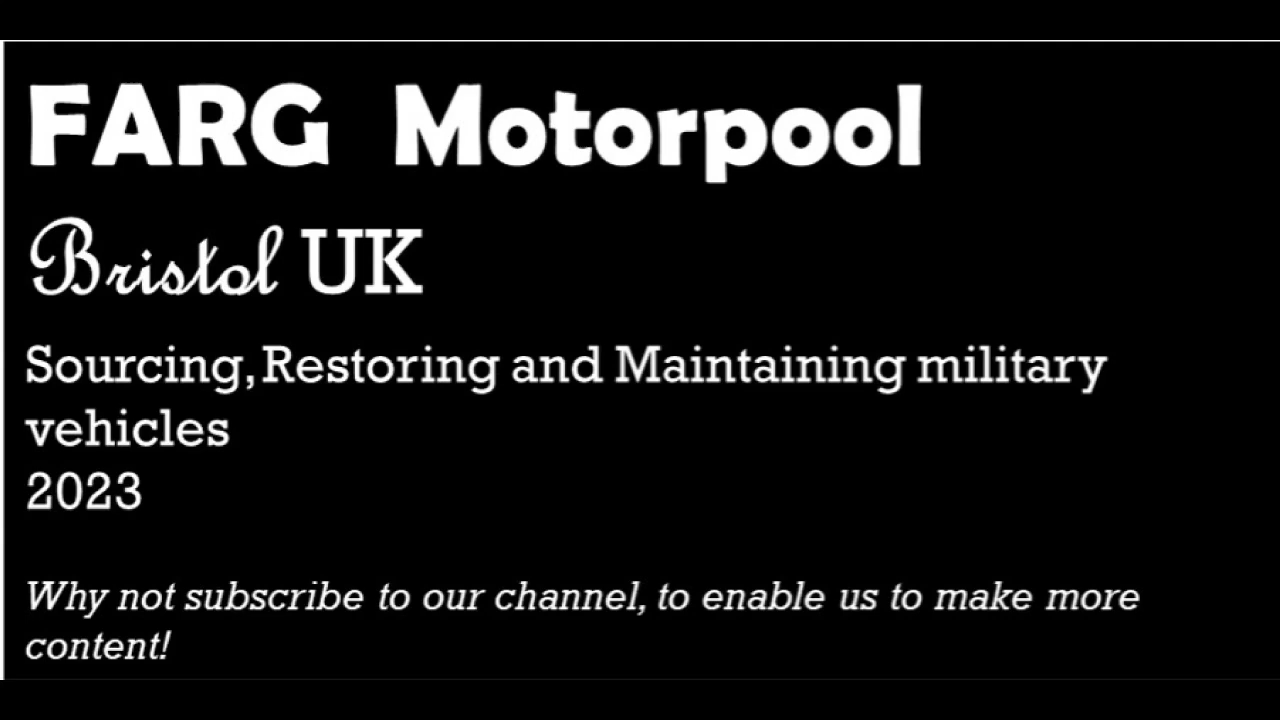 FARG Motorpool
Bristol UK
Sourcing, Restoring and Maintaining military
vehicles
2023
Why not subscribe to our channel, to enable us to make more
content!